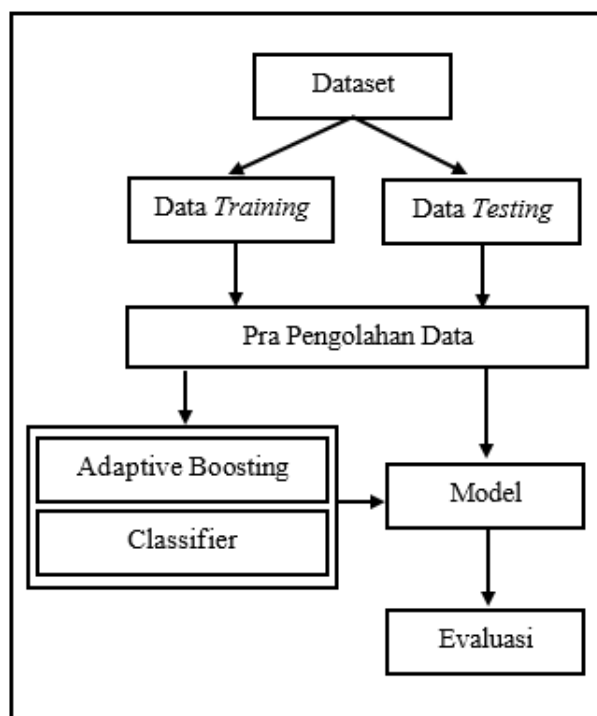 Dataset
Data Training
Data Testing
Pra Pengolahan Data
Adaptive Boosting
Classifier
Model
Evaluasi